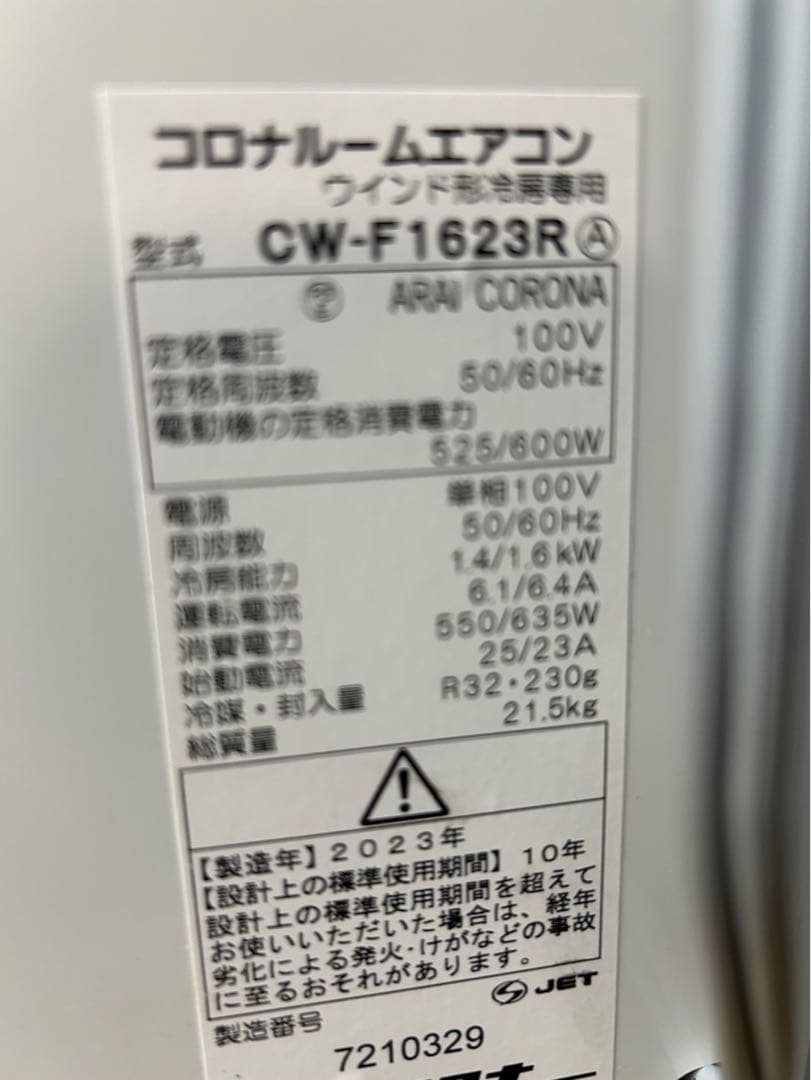 コロナルームエアコン
ウインド形冷房専用
型式 CW-F1623R Ⓐ
ARAI CORONA
定格電圧 100V
定格周波数 50/60Hz
電動機の定格消費電力
525/600W
電源 単相100V
周波数 50/60Hz
冷房能力 1.4/1.6kW
運転電流 6.1/6.4A
消費電力 550/635W
始動電流 25/23A
冷媒・封入量 R32・230g
総質量 21.5kg
【製造年】2023年
【設計上の標準使用期間】10年
設計上の標準使用期間を超えて
お使いいただいた場合は、経年
劣化による発火・けがなどの事故
に至るおそれがあります。
JET
製造番号
7210329